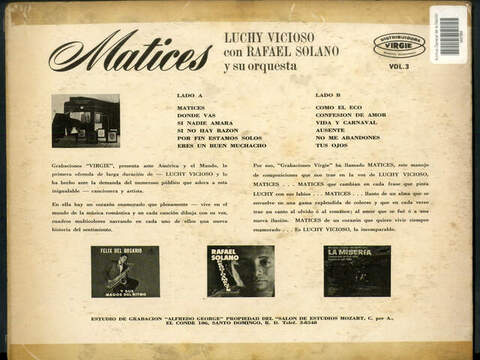 Matices
LUCHY VICIOSO
con RAFAEL SOLANO
y su orquesta
DISTRIBUIDORA
VIRGIE
VOL.3
LADO A
MATICES
DONDE VAS
SI NADIE AMARA
SI NO HAY RAZON
POR FIN ESTAMOS SOLOS
ERES UN BUEN MUCHACHO
LADO B
COMO EL ECO
CONFESION DE AMOR
VIDA Y CARNAVAL
AUSENTE
NO ME ABANDONES
TUS OJOS
Grabaciones "VIRGIE", presenta ante América y el Mundo, la
primera ofrenda de larga duración de — LUCHY VICIOSO y lo
ha hecho ante la demanda del numeroso público que adora a esta
inigualable — cancionera y artista.
En ella hay un corazón enamorado que plenamente — vive en el
mundo de la música romántica y en cada canción dibuja con su voz,
cuadros multicolores narrando en cada uno de ellos una nueva
historia del sentimiento.
Por eso, "Grabaciones Virgie" ha llamado MATICES, este manojo
de composiciones que nos trae en la voz de LUCHY VICIOSO,
MATICES . . . MATICES que cambian en cada frase que pinta
LUCHY con sus labios . . . MATICES . . . llanto de un alma que se
envuelve en una gama esplendida de colores y que en cada verso
trae un canto al olvido ó al cariño; al amor que se fué ó a una
nueva ilusión. MATICES de un corazón que quiere vivir siempre
enamorado . . . Es LUCHY VICIOSO, la incomparable.
FELIX DEL ROSARIO
Y SUS
MAGOS DEL RITMO
RAFAEL
SOLANO
LA MISERIA
ESTUDIO DE GRABACION "ALFREDO GEORGE" PROPIEDAD DEL "SALON DE ESTUDIOS MOZART, C. por A.,
EL CONDE 106, SANTO DOMINGO, R. D. Teléf. 2-6548